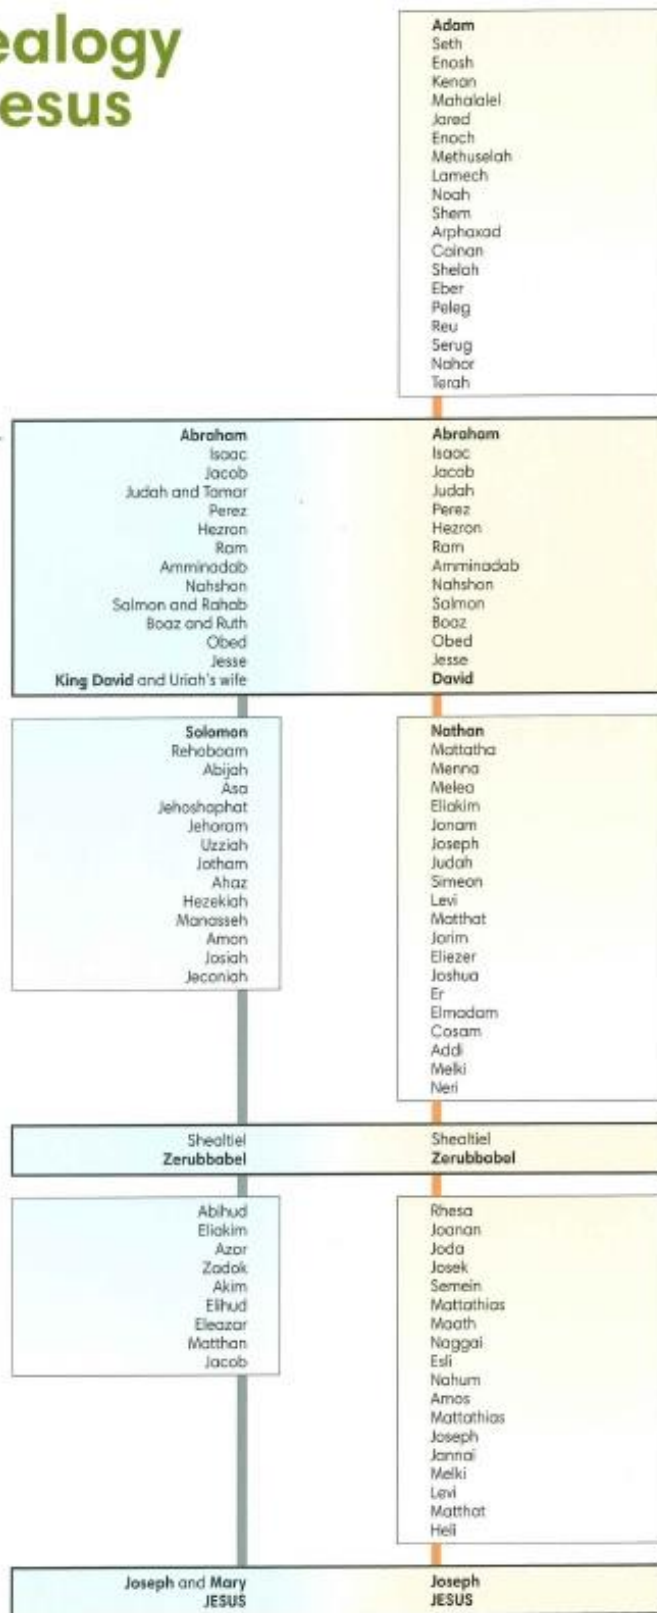 ealogy
esus
Adam
Seth
Enosh
Kenan
Mahalalel
Jared
Enoch
Methuselah
Lamech
Noah
Shem
Arphaxad
Cainan
Shelah
Eber
Peleg
Reu
Serug
Nahor
Terah
Abraham
Isaac
Jacob
Judah and Tamar
Perez
Hezron
Ram
Amminadab
Nahshon
Salmon and Rahab
Boaz and Ruth
Obed
Jesse
King David and Uriah's wife
Abraham
Isaac
Jacob
Judah
Perez
Hezron
Ram
Amminadab
Nahshon
Salmon
Boaz
Obed
Jesse
David
Solomon
Rehoboam
Abijah
Asa
Jehoshaphat
Jehoram
Uzziah
Jotham
Ahaz
Hezekiah
Manasseh
Amon
Josiah
Jeconiah
Nathan
Mattatha
Menna
Melea
Eliakim
Jonam
Joseph
Judah
Simeon
Levi
Matthat
Jorim
Eliezer
Joshua
Er
Elmadam
Cosam
Addi
Melki
Neri
Shealtiel
Zerubbabel
Shealtiel
Zerubbabel
Abihud
Eliakim
Azor
Zadok
Akim
Elihud
Eleazar
Matthan
Jacob
Rhesa
Joanan
Joda
Josek
Semein
Mattathias
Maath
Naggai
Esli
Nahum
Amos
Mattathias
Joseph
Jannai
Melki
Levi
Matthat
Heli
Joseph and Mary
JESUS
Joseph
JESUS